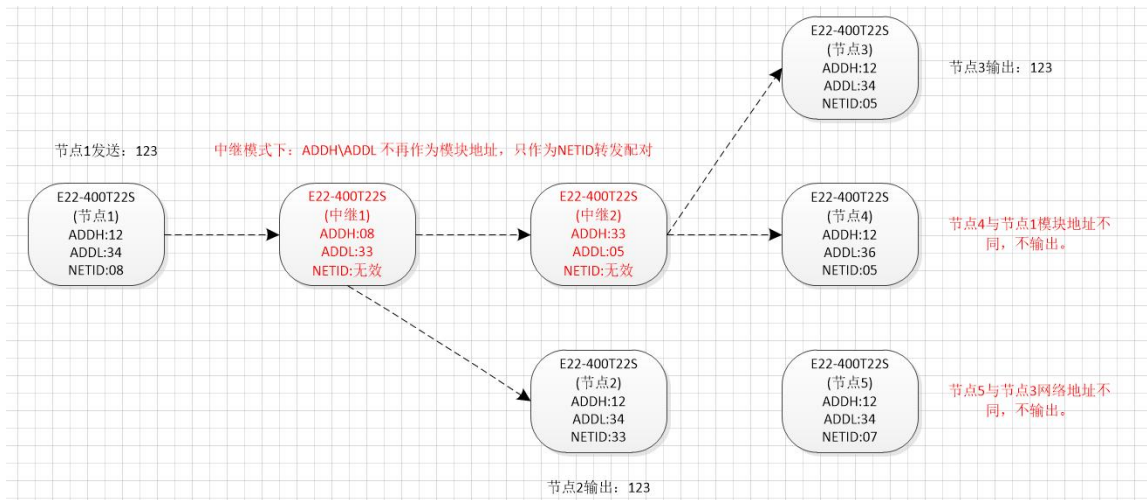 E22-400T22S
(节点3)
ADDH:12
ADDL:34
NETID:05
节点3输出：123
节点1发送：123
中继模式下：ADDH\ADDL 不再作为模块地址，只作为NETID转发配对
E22-400T22S
(节点1)
ADDH:12
ADDL:34
NETID:08
E22-400T22S
(中继1)
ADDH:08
ADDL:33
NETID:无效
E22-400T22S
(中继2)
ADDH:33
ADDL:05
NETID:无效
E22-400T22S
(节点4)
ADDH:12
ADDL:36
NETID:05
节点4与节点1模块地址不
同，不输出。
E22-400T22S
(节点2)
ADDH:12
ADDL:34
NETID:33
E22-400T22S
(节点5)
ADDH:12
ADDL:34
NETID:07
节点5与节点3网络地址不
同，不输出。
节点2输出：123